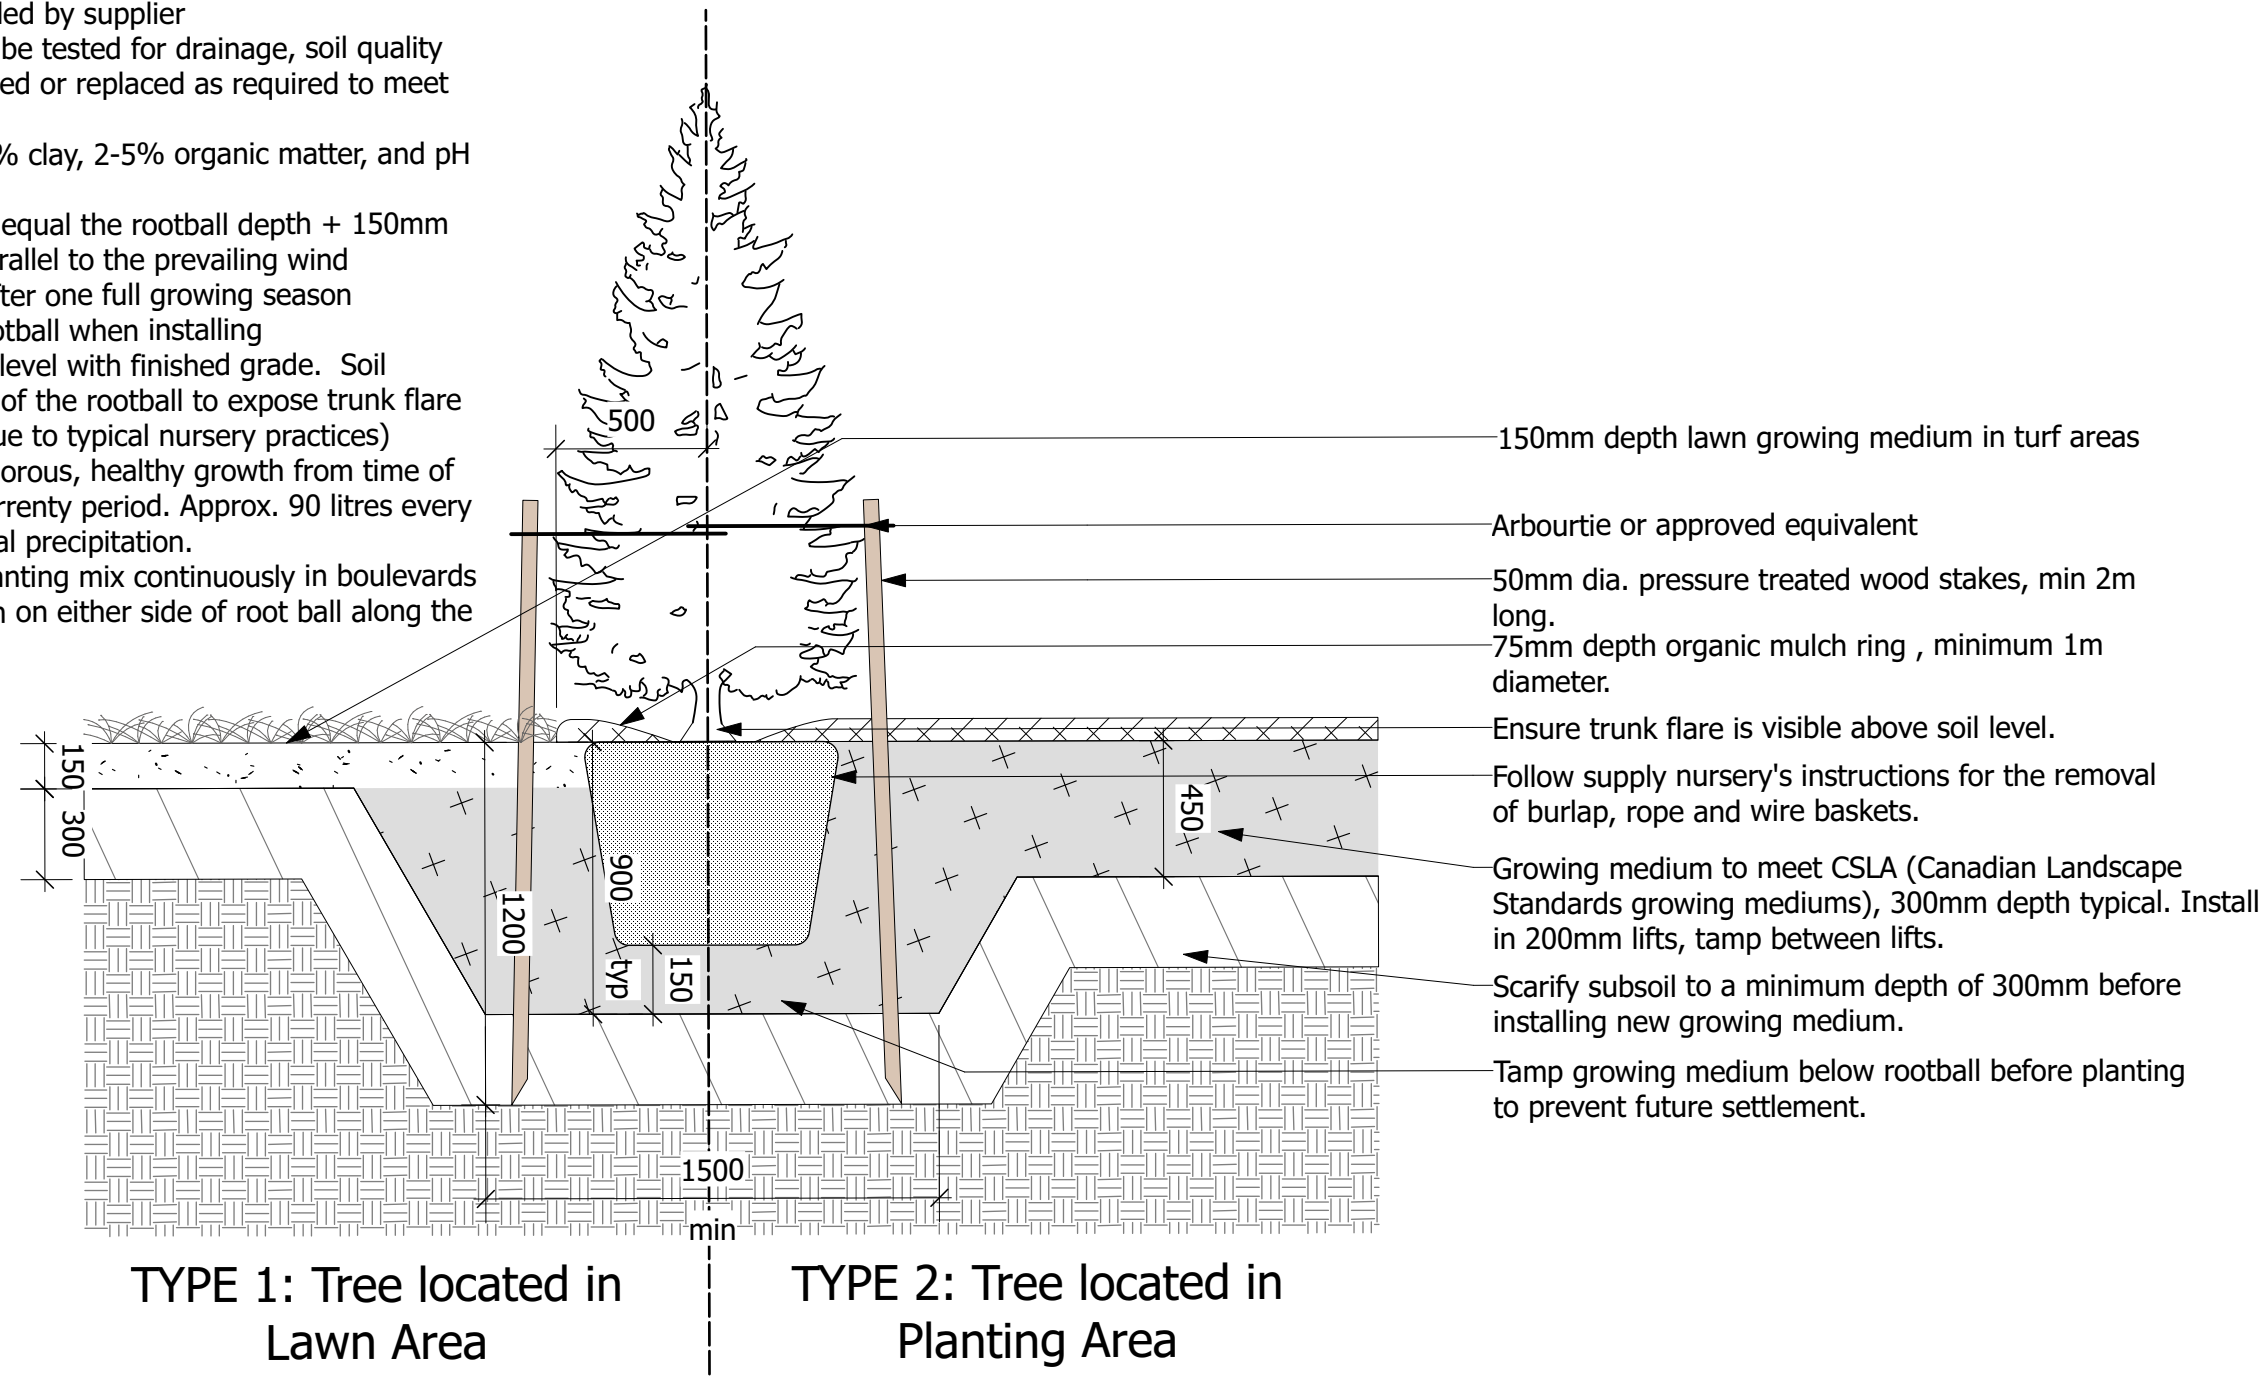 led by supplier
be tested for drainage, soil quality
ed or replaced as required to meet
% clay, 2-5% organic matter, and pH
equal the rootball depth + 150mm
rallel to the prevailing wind
fter one full growing season
otball when installing
level with finished grade.  Soil
of the rootball to expose trunk flare
ue to typical nursery practices)
orous, healthy growth from time of
rrenty period. Approx. 90 litres every
al precipitation.
anting mix continuously in boulevards
on either side of root ball along the
500
150mm depth lawn growing medium in turf areas
Arbourtie or approved equivalent
50mm dia. pressure treated wood stakes, min 2m
long.
75mm depth organic mulch ring , minimum 1m
diameter.
Ensure trunk flare is visible above soil level.
Follow supply nursery's instructions for the removal
of burlap, rope and wire baskets.
Growing medium to meet CSLA (Canadian Landscape
Standards growing mediums), 300mm depth typical. Install
in 200mm lifts, tamp between lifts.
Scarify subsoil to a minimum depth of 300mm before
installing new growing medium.
Tamp growing medium below rootball before planting
to prevent future settlement.
150
300
1200
900
typ
150
450
1500
min
TYPE 1: Tree located in
Lawn Area
TYPE 2: Tree located in
Planting Area